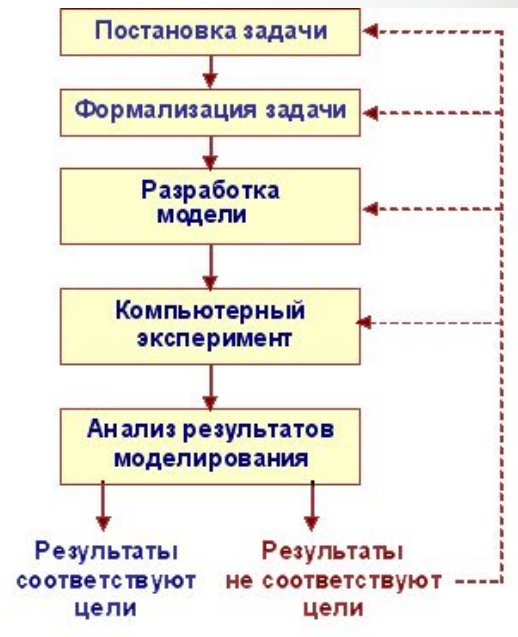 Постановка задачи
Формализация задачи
Разработка
модели
Компьютерный
эксперимент
Анализ результатов
моделирования
Результаты
соответствуют
цели
Результаты
не соответствуют
цели